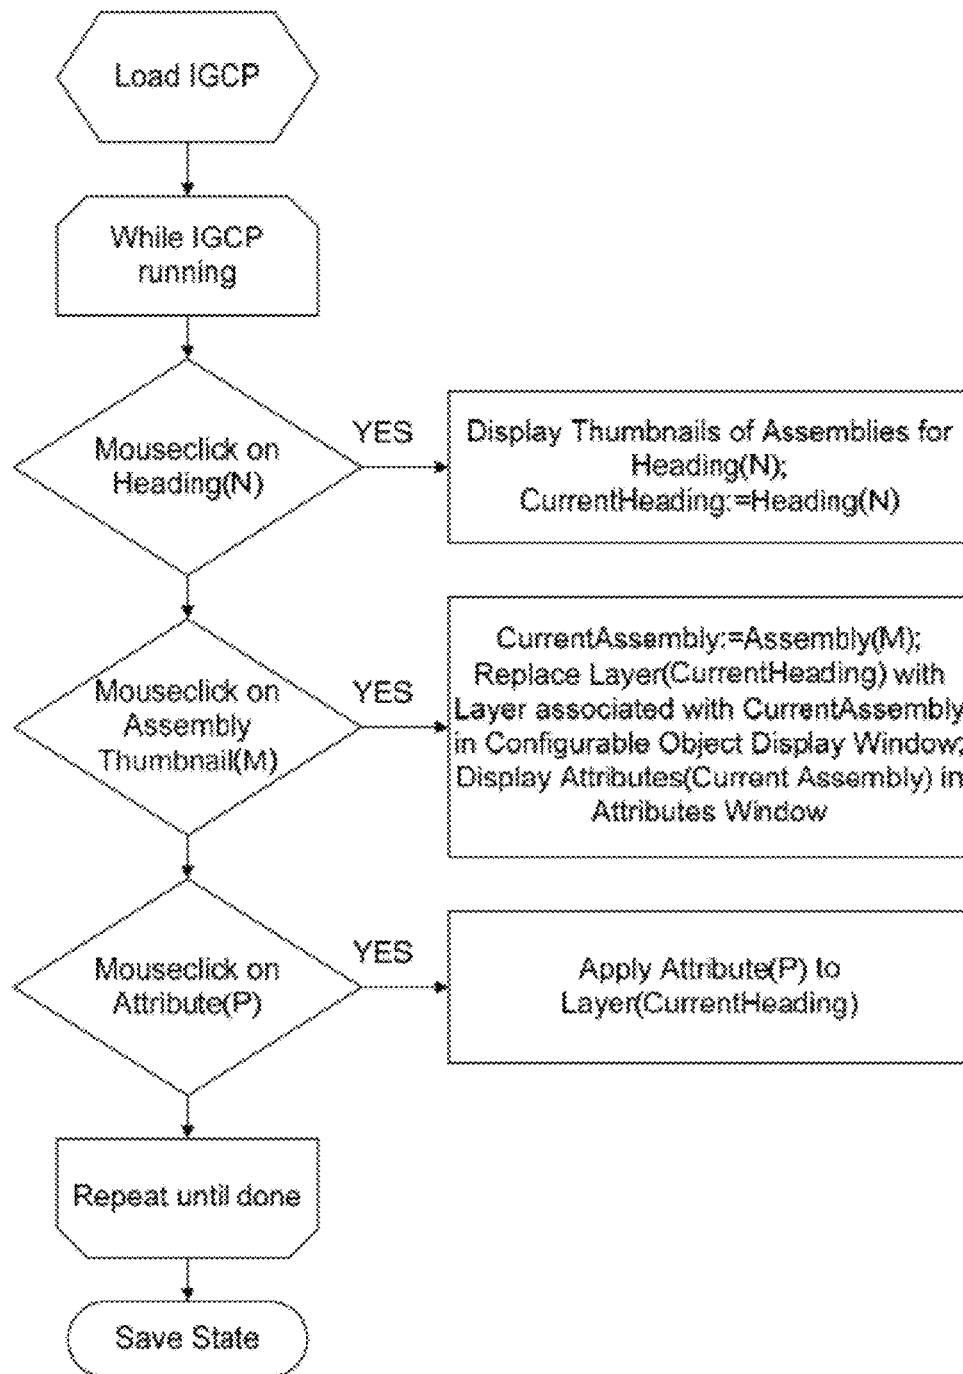 Load IGCP
While IGCP
running
Mouseclick on
Heading(N)
YES
Display Thumbnails of Assemblies for
Heading(N);
CurrentHeading:=Heading(N)
Mouseclick on
Assembly
Thumbnail(M)
YES
CurrentAssembly:=Assembly(M);
Replace Layer(CurrentHeading) with
Layer associated with CurrentAssembly
in Configurable Object Display Window;
Display Attributes(Current Assembly) in
Attributes Window
Mouseclick on
Attribute(P)
YES
Apply Attribute(P) to
Layer(CurrentHeading)
Repeat until done
Save State